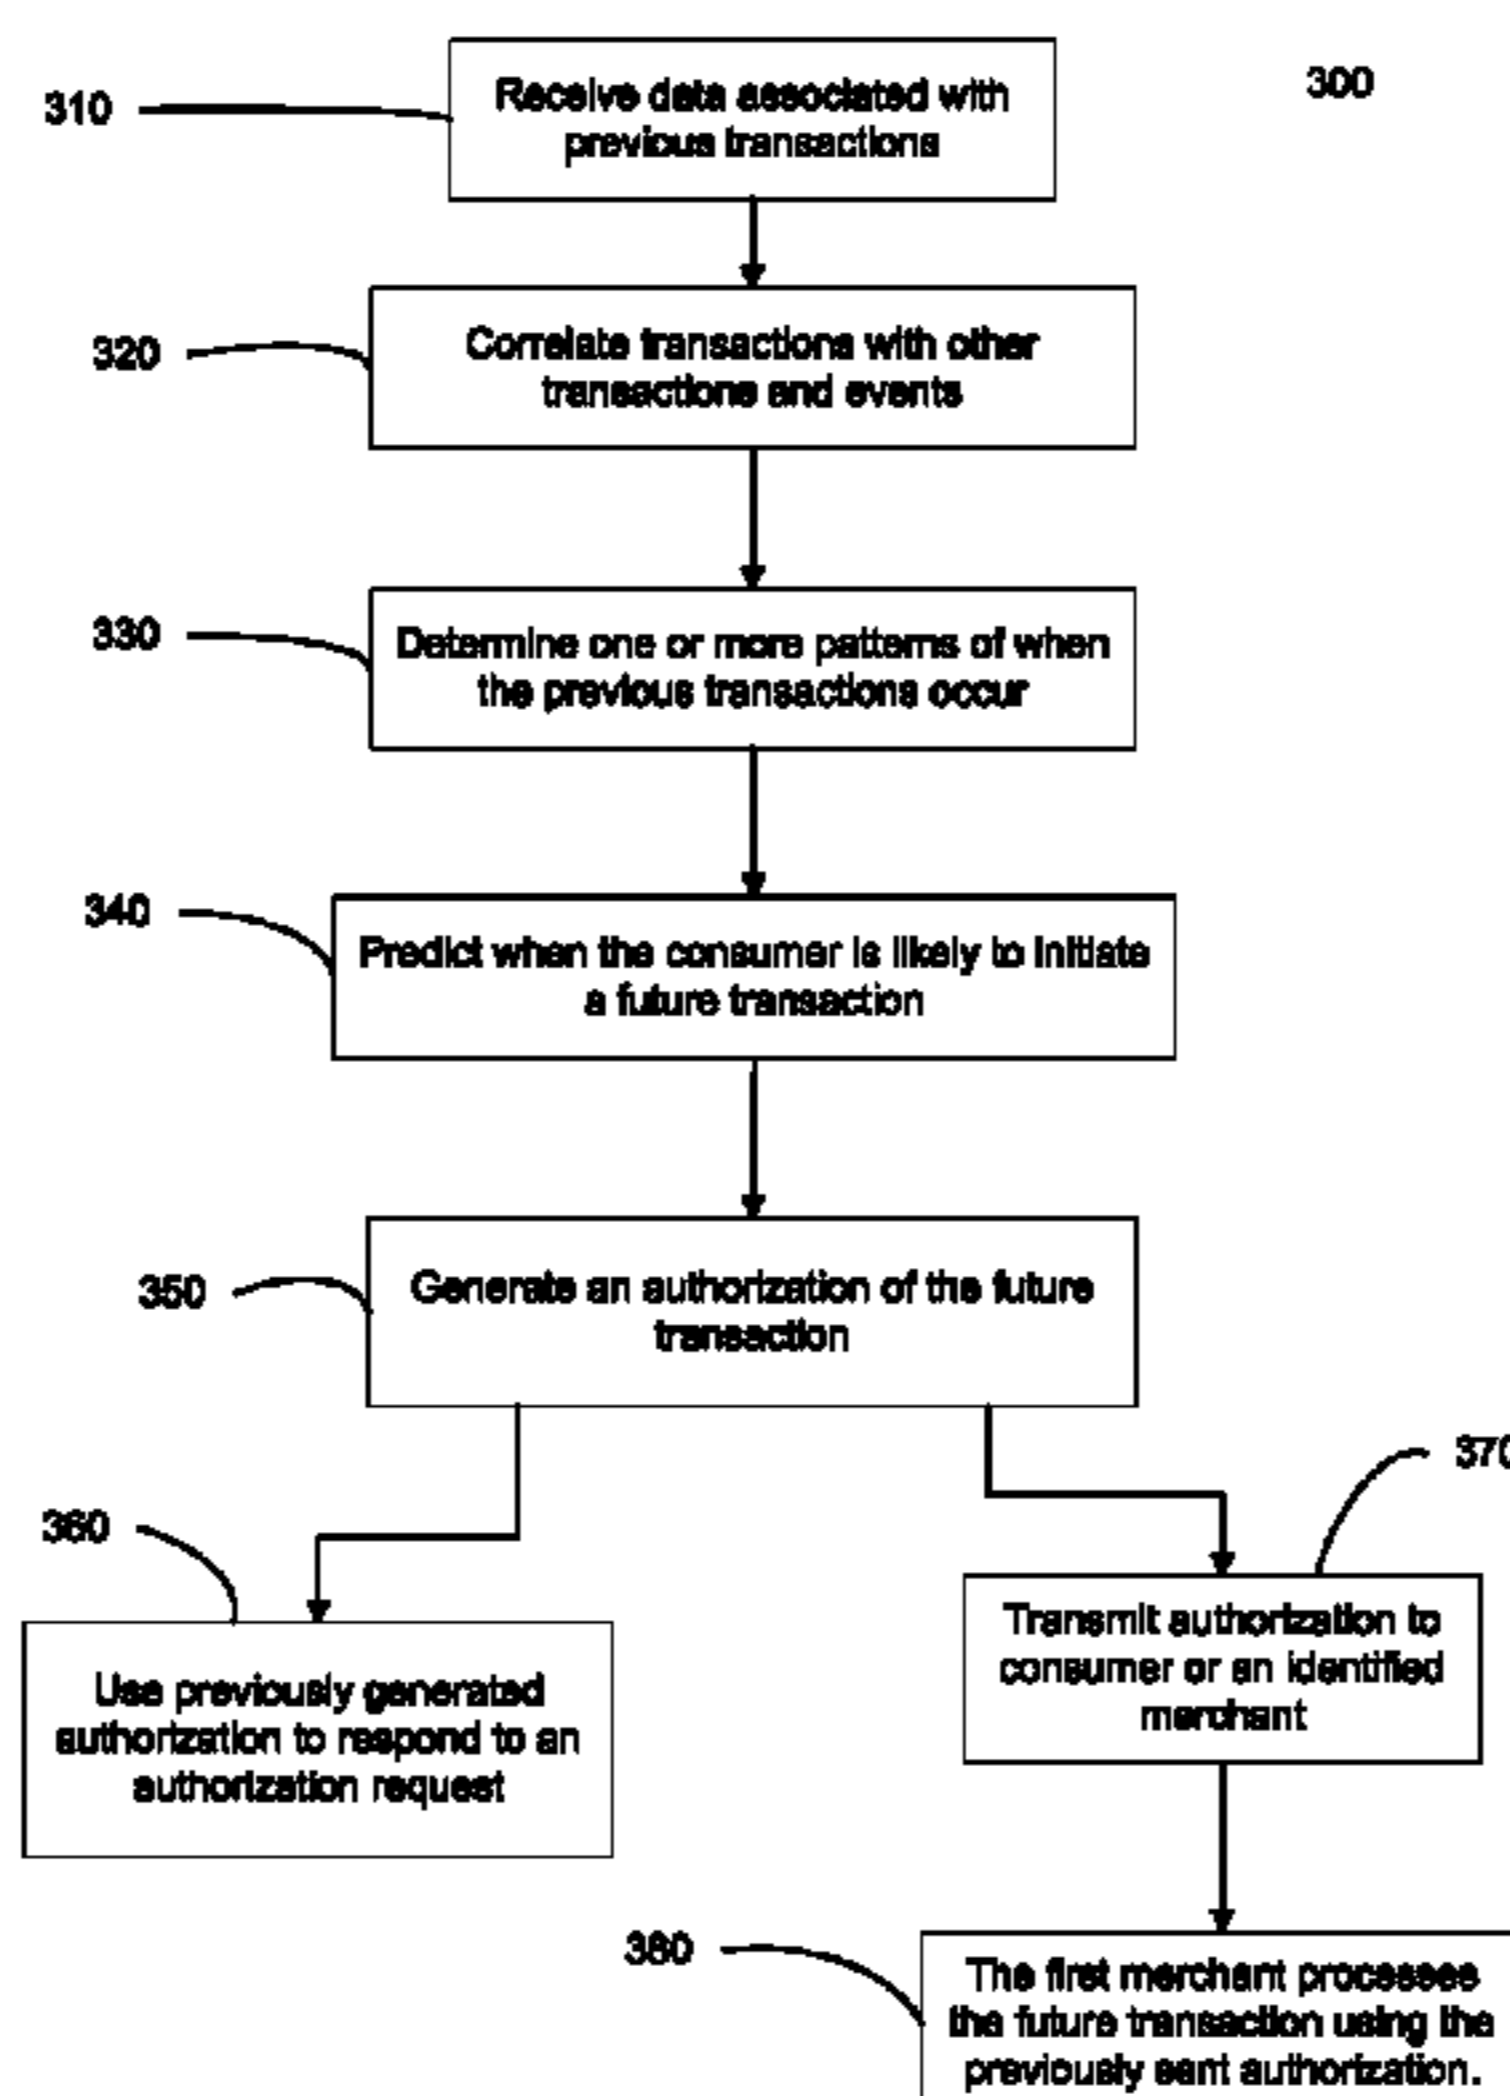 300
310
Receive data associated with
previous transactions
320
Correlate transactions with other
transactions and events
330
Determine one or more patterns of when
the previous transactions occur
340
Predict when the consumer is likely to initiate
a future transaction
350
Generate an authorization of the future
transaction
360
Use previously generated
authorization to respond to an
authorization request
370
Transmit authorization to
consumer or an identified
merchant
380
The first merchant processes
the future transaction using the
previously sent authorization.